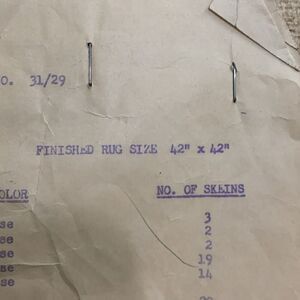 O. 31/29
FINISHED RUG SIZE 42" x 42"
OLOR NO. OF SKEINS
se 3
se 2
se 2
se 19
se 14